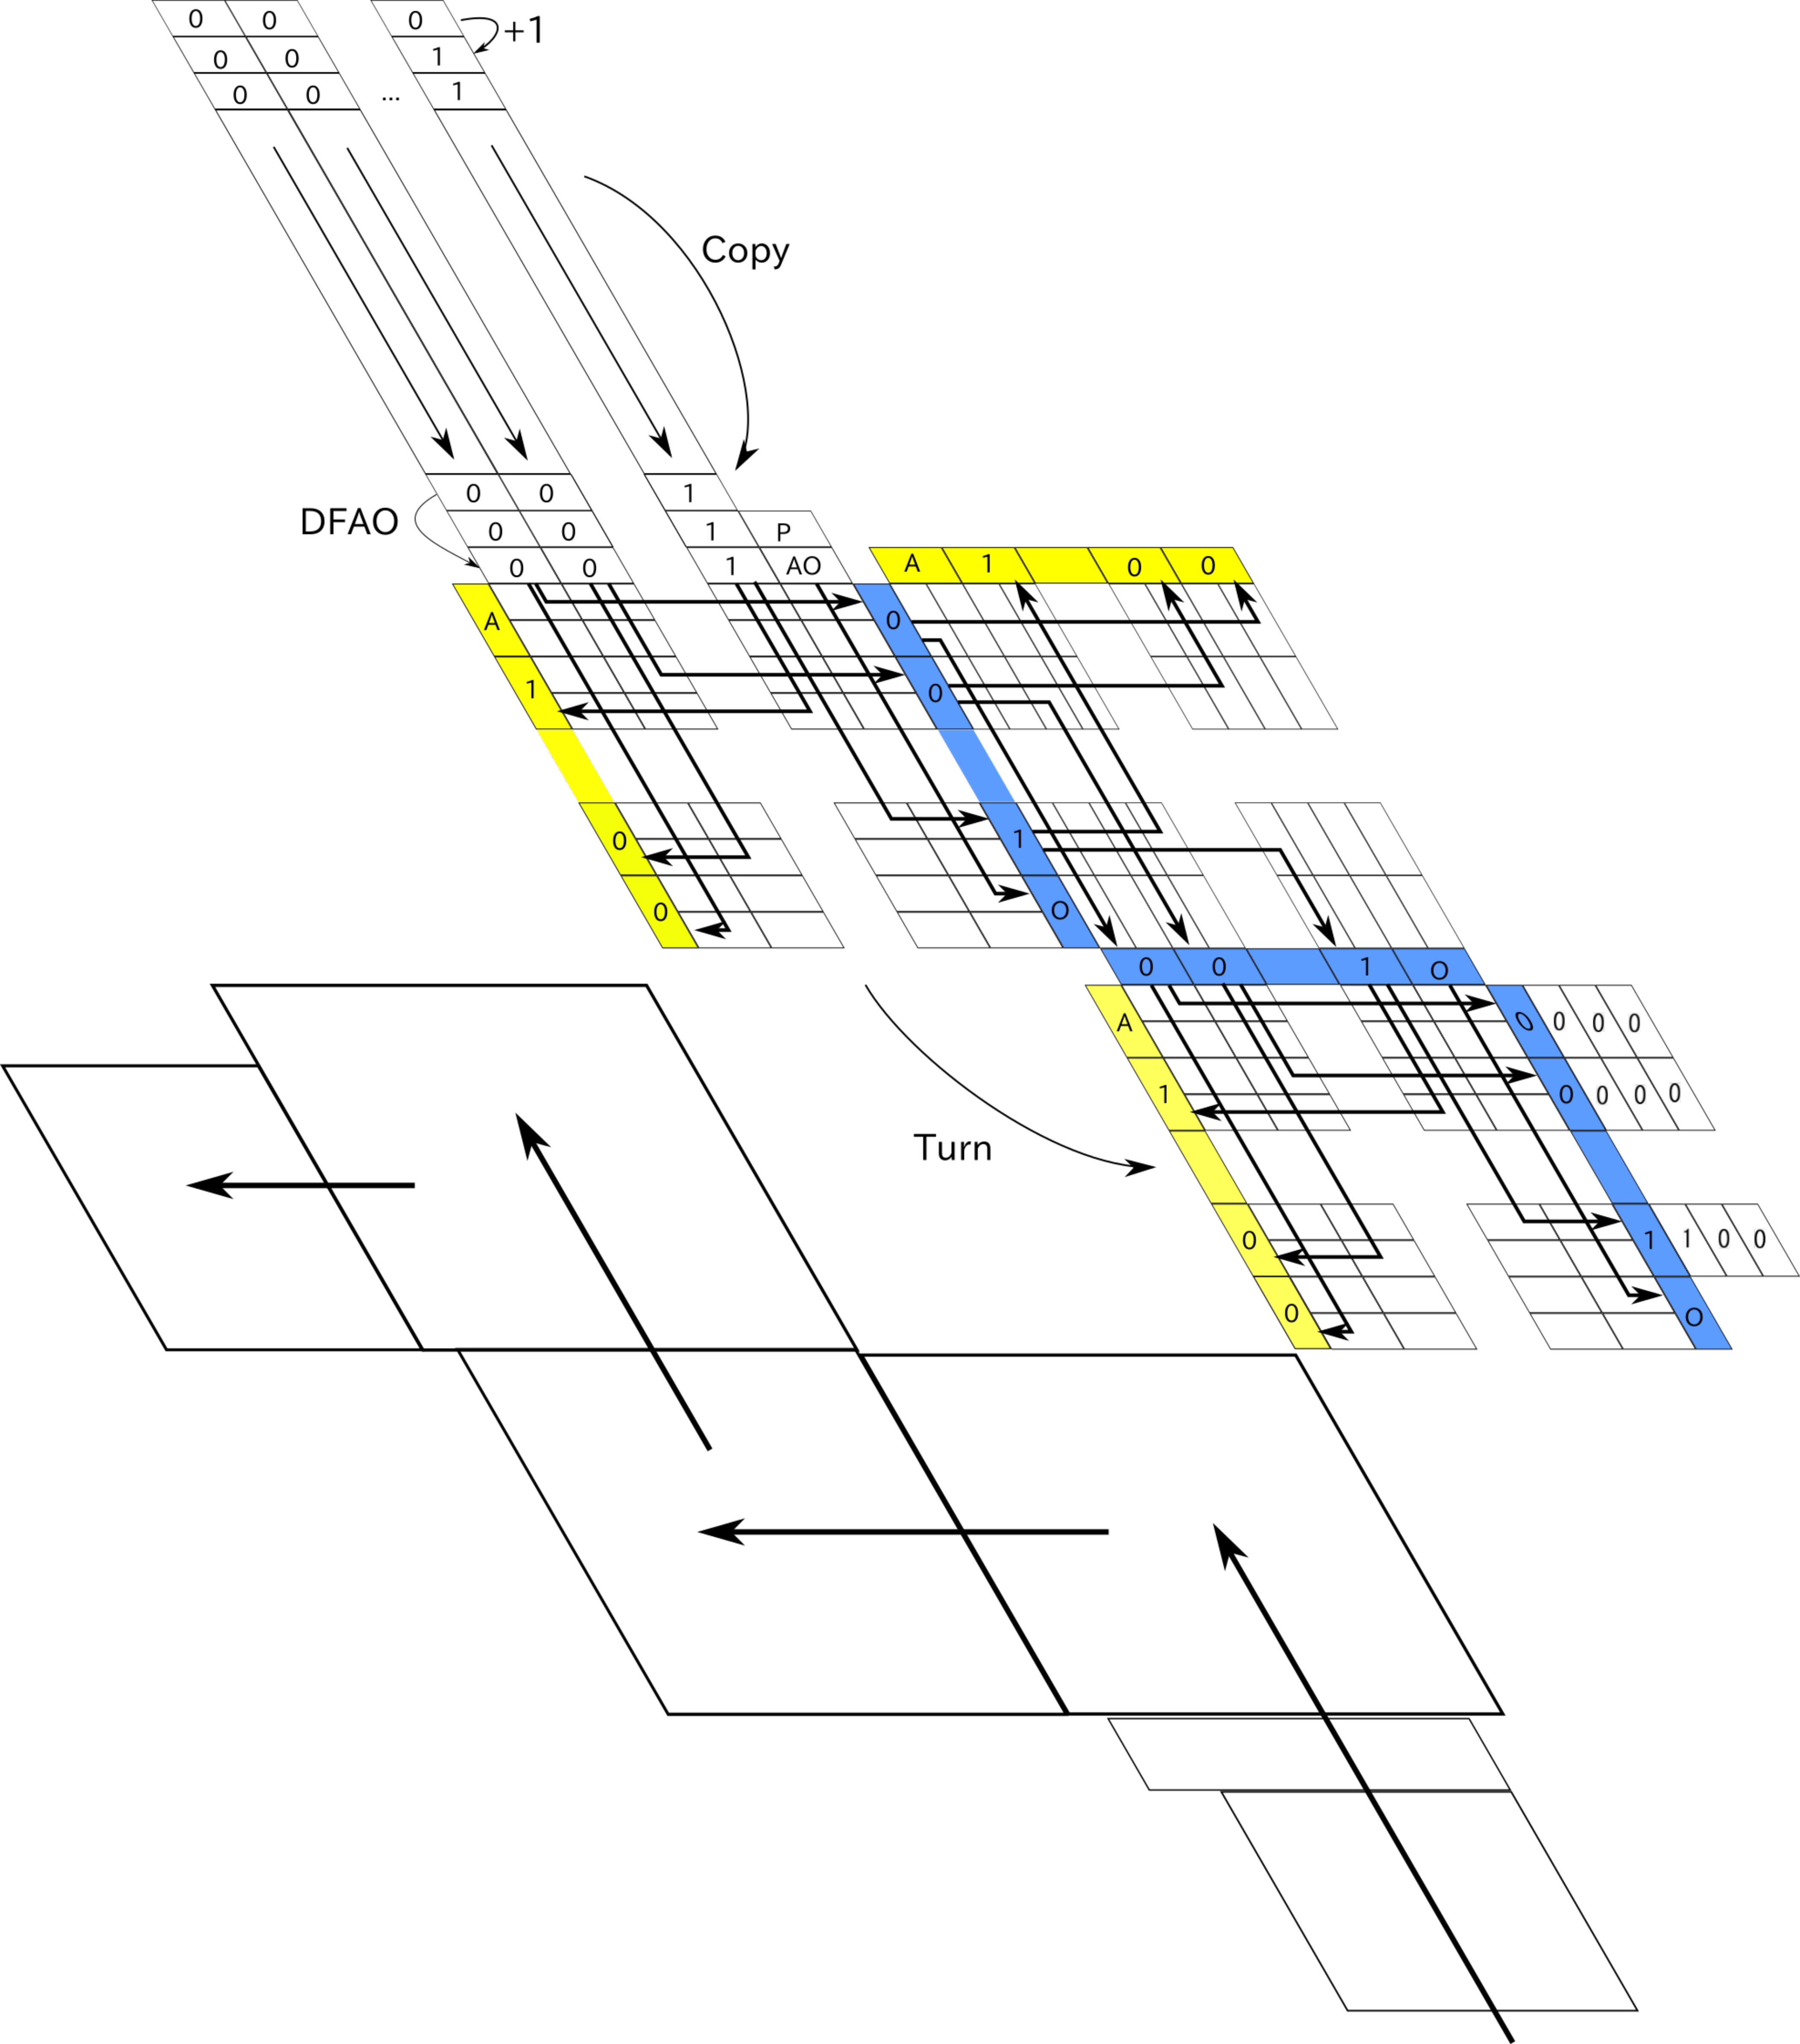 0 0 0 +1
0 0 1
0 0 ... 1
Copy
0 0 1
DFAO 0 0 1 P
0 0 1 AO A 1 0 0
A 0
1 0
0 1
0 O
0 0 1 O
A 0 0 0 0
1 0 0 0 0
Turn
0 1 1 0 0
0 O